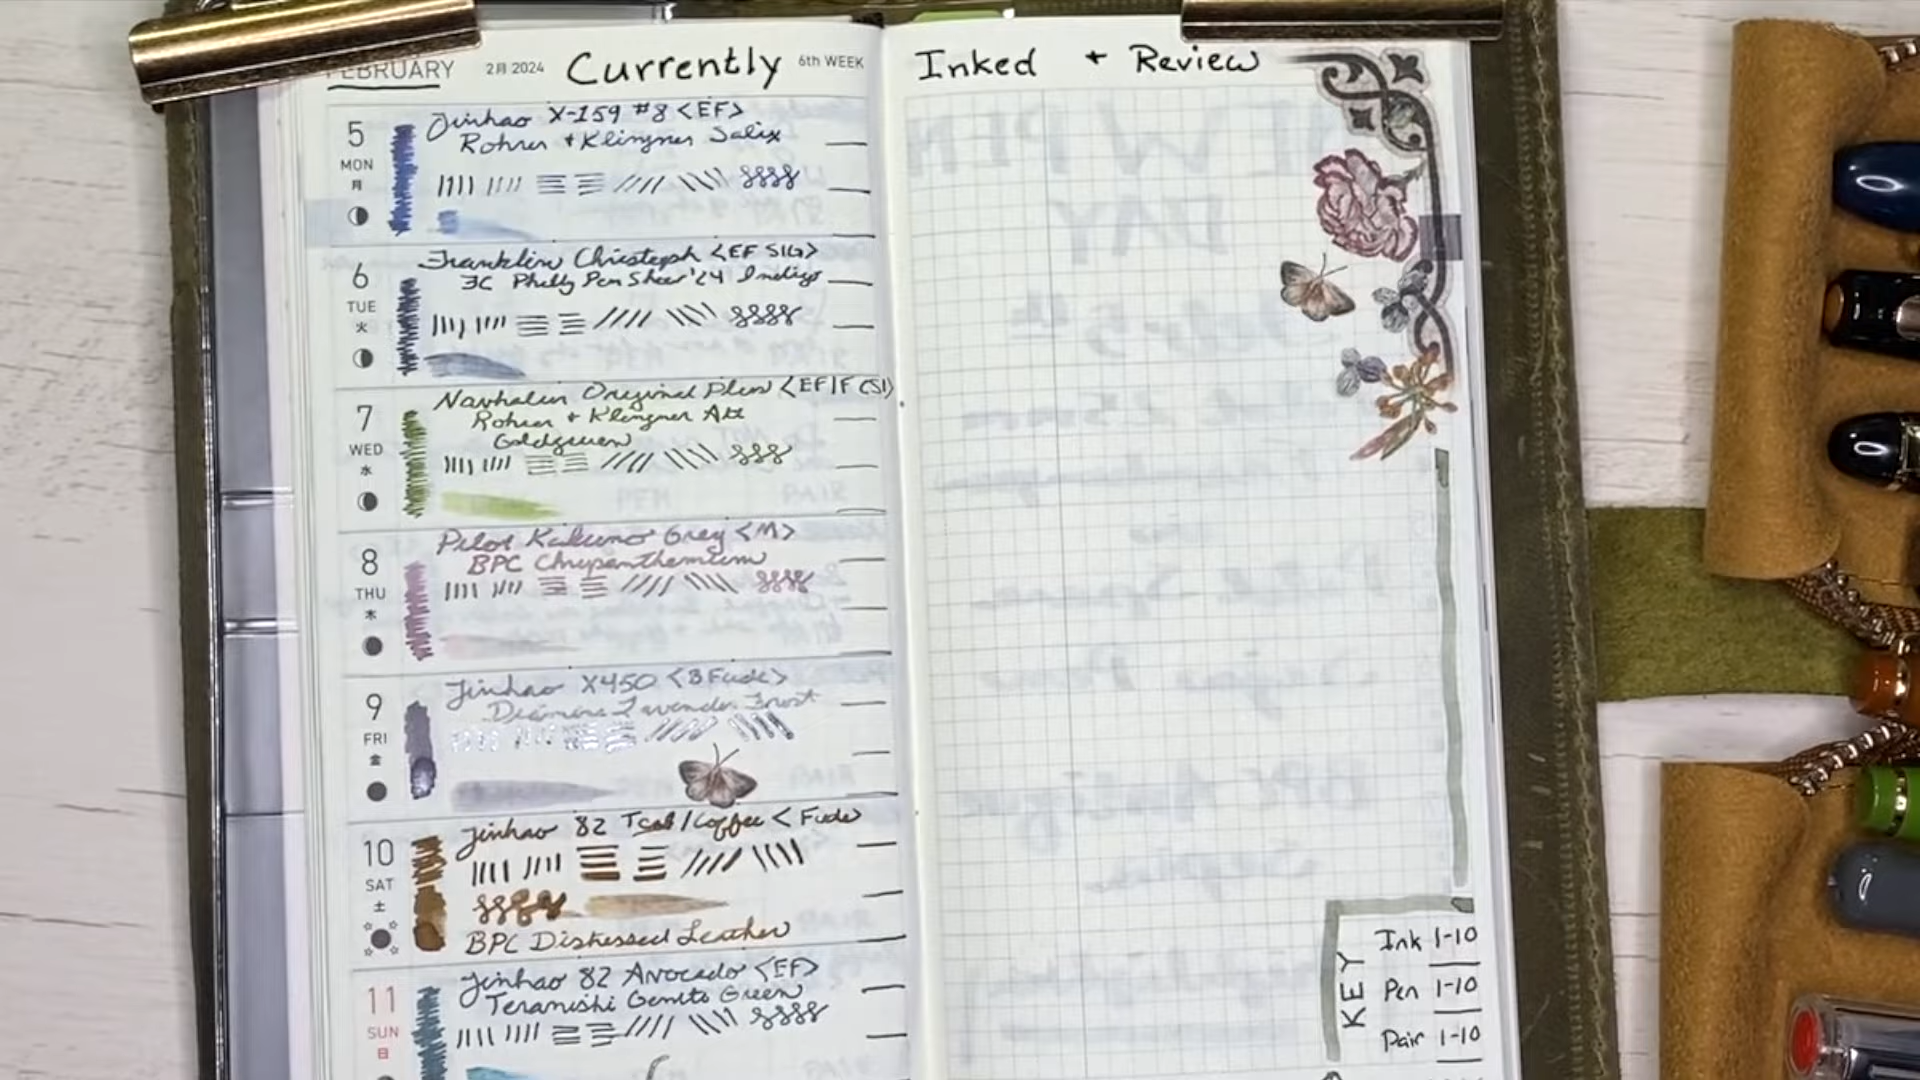 FEBRUARY 2月 2024 Currently 6th WEEK
Inked + Review
5
MON
月
Jinhao X-159 #8 <EF>
Rohrer + Klingner Salix
6
TUE
火
Franklin Christoph <EF SIG>
3C Philly Pen Show '24 Indigo
7
WED
水
Original Plus <EF/F (SI)
Rohrer + Klingner Alt
Goldgruen
8
THU
木
Pilot Kakuno Grey <M>
BPC Chrysanthemum
9
FRI
金
Jinhao X450 <B Fude>
Diamine Lavender Frost
10
SAT
土
Jinhao 82 /Coffee < Fude>
BPC Distressed Leather
11
SUN
日
Jinhao 82 Avocado <EF>
Teranishi Green
KEY
Ink 1-10
Pen 1-10
Pair 1-10